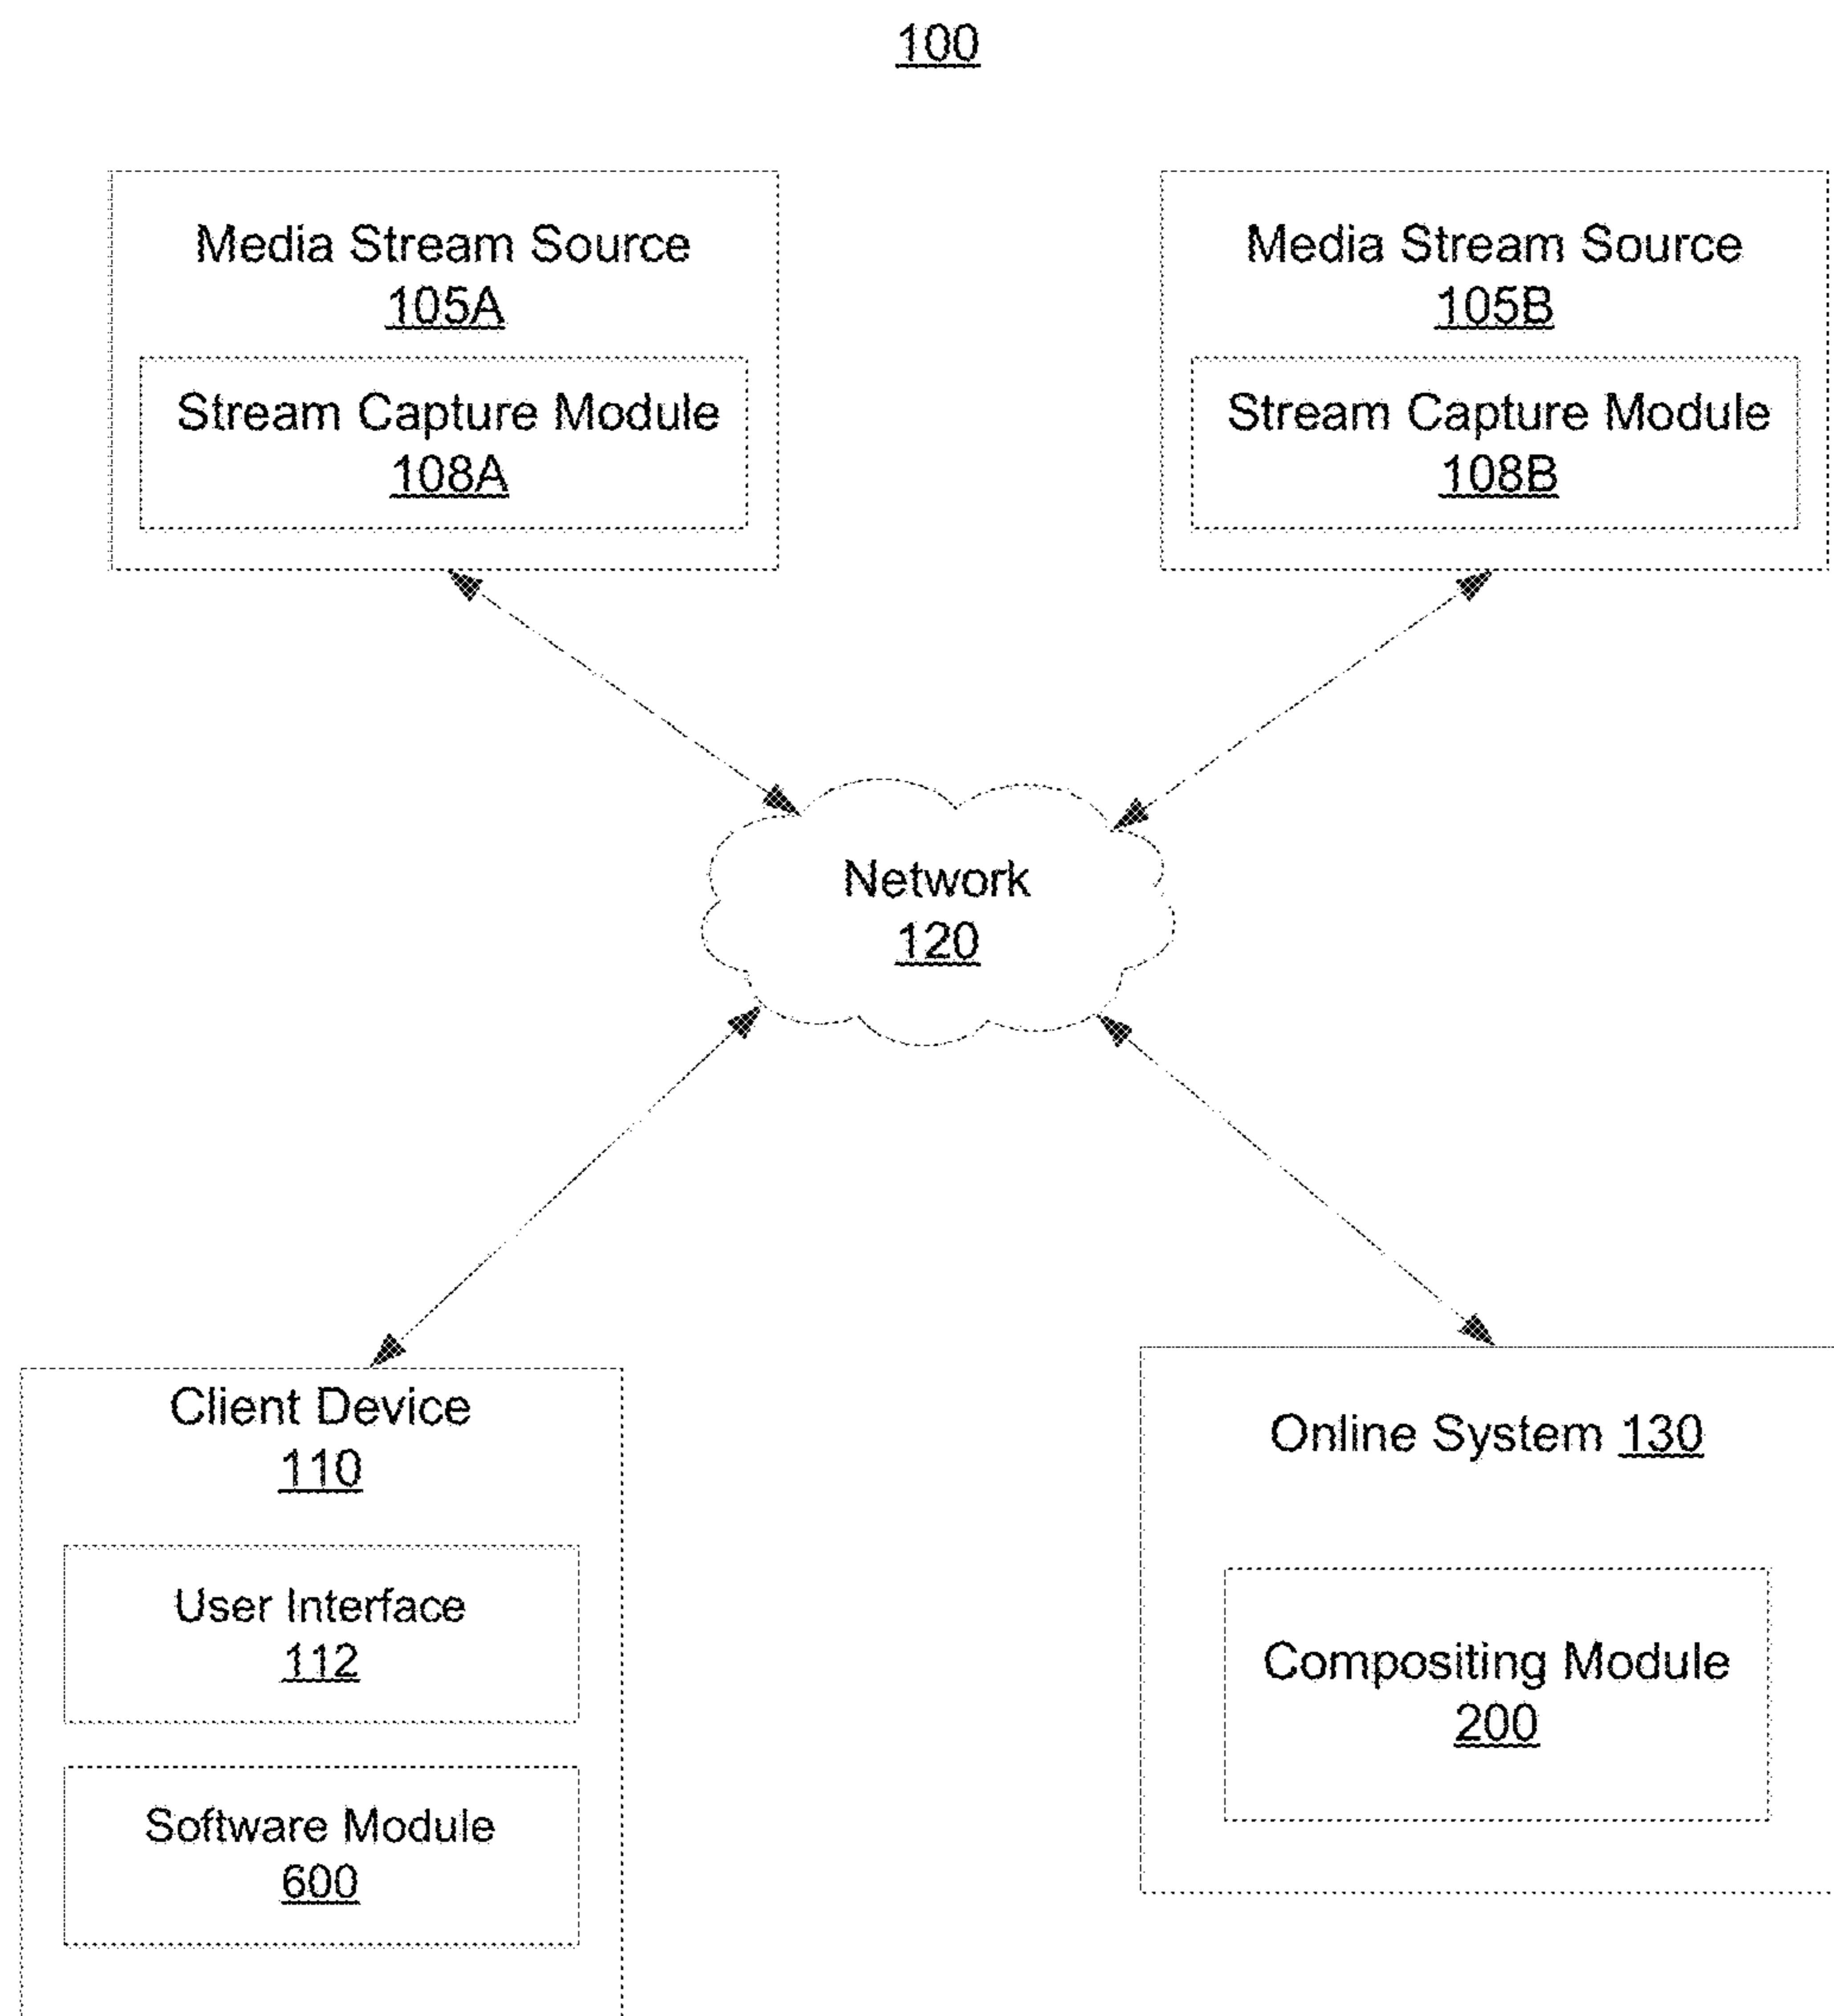 100
Media Stream Source
105A
Stream Capture Module
108A
Media Stream Source
105B
Stream Capture Module
108B
Network
120
Client Device
110
User Interface
112
Software Module
600
Online System 130
Compositing Module
200